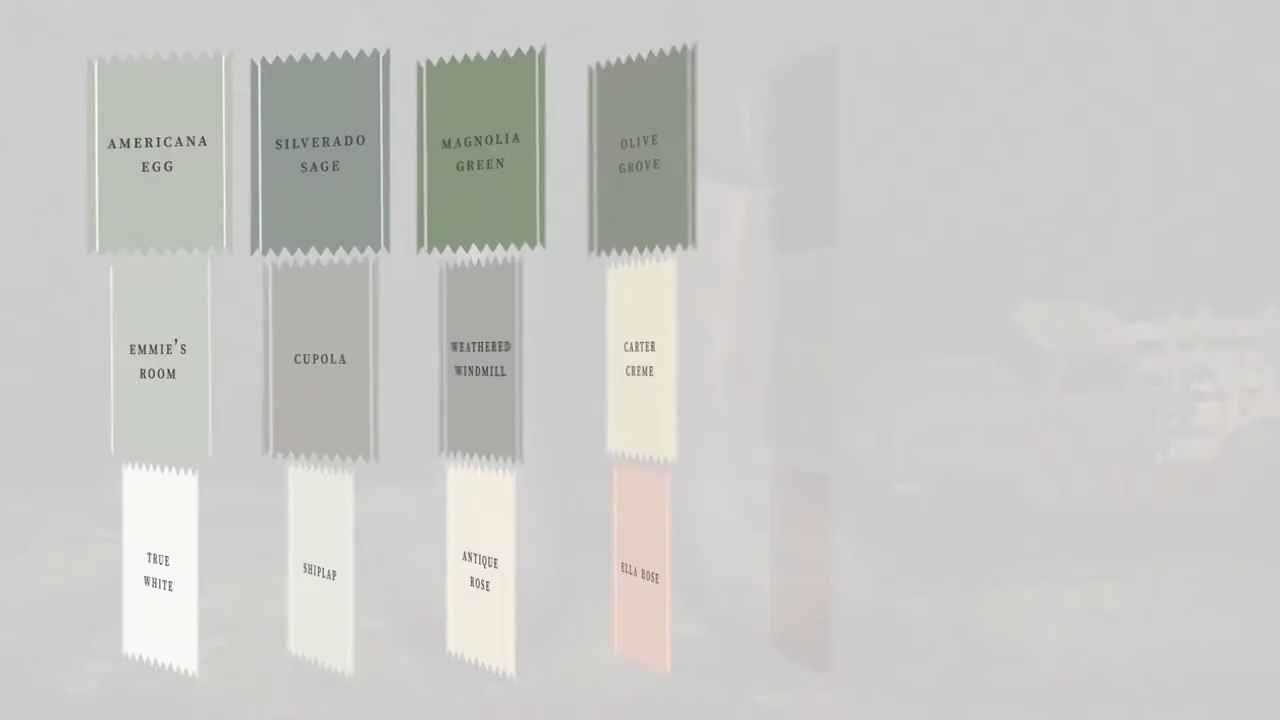 AMERICANA
EGG
SILVERADO
SAGE
MAGNOLIA
GREEN
OLIVE
GROVE
EMMIE'S
ROOM
CUPOLA
WEATHERED
WINDMILL
CARTER
CREME
TRUE
WHITE
SHIPLAP
ANTIQUE
ROSE
ELLA ROSE